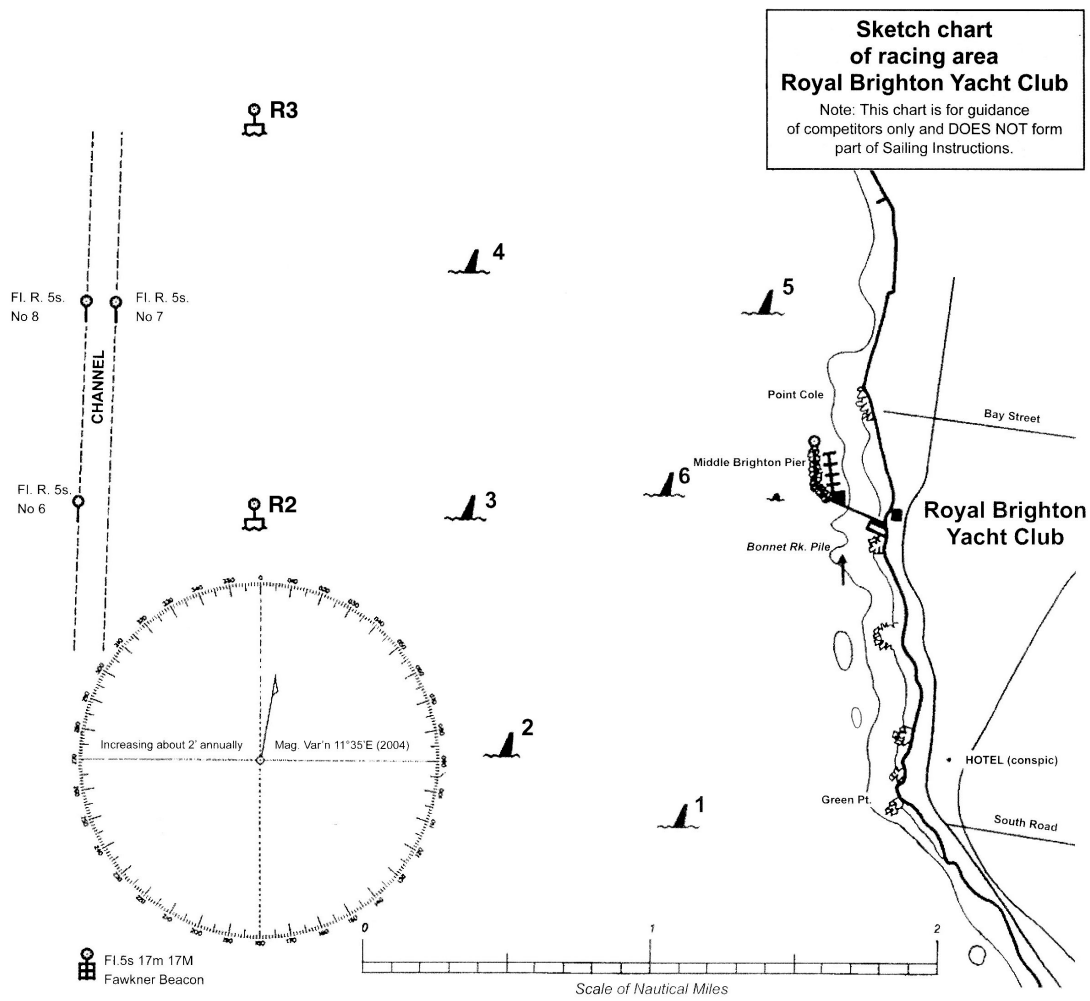 Sketch chart
of racing area
Royal Brighton Yacht Club
Note: This chart is for guidance
of competitors only and DOES NOT form
part of Sailing Instructions.
R3
4
5
Fl. R. 5s.
No 8
Fl. R. 5s.
No 7
CHANNEL
Point Cole
Bay Street
Middle Brighton Pier
6
3
Fl. R. 5s.
No 6
R2
Royal Brighton
Yacht Club
Bonnet Rk. Pile
0
Increasing about 2' annually
Mag. Var'n 11°35'E (2004)
2
HOTEL (conspic)
Green Pt.
1
South Road
180
0
1
2
Scale of Nautical Miles
Fl.5s 17m 17M
Fawkner Beacon